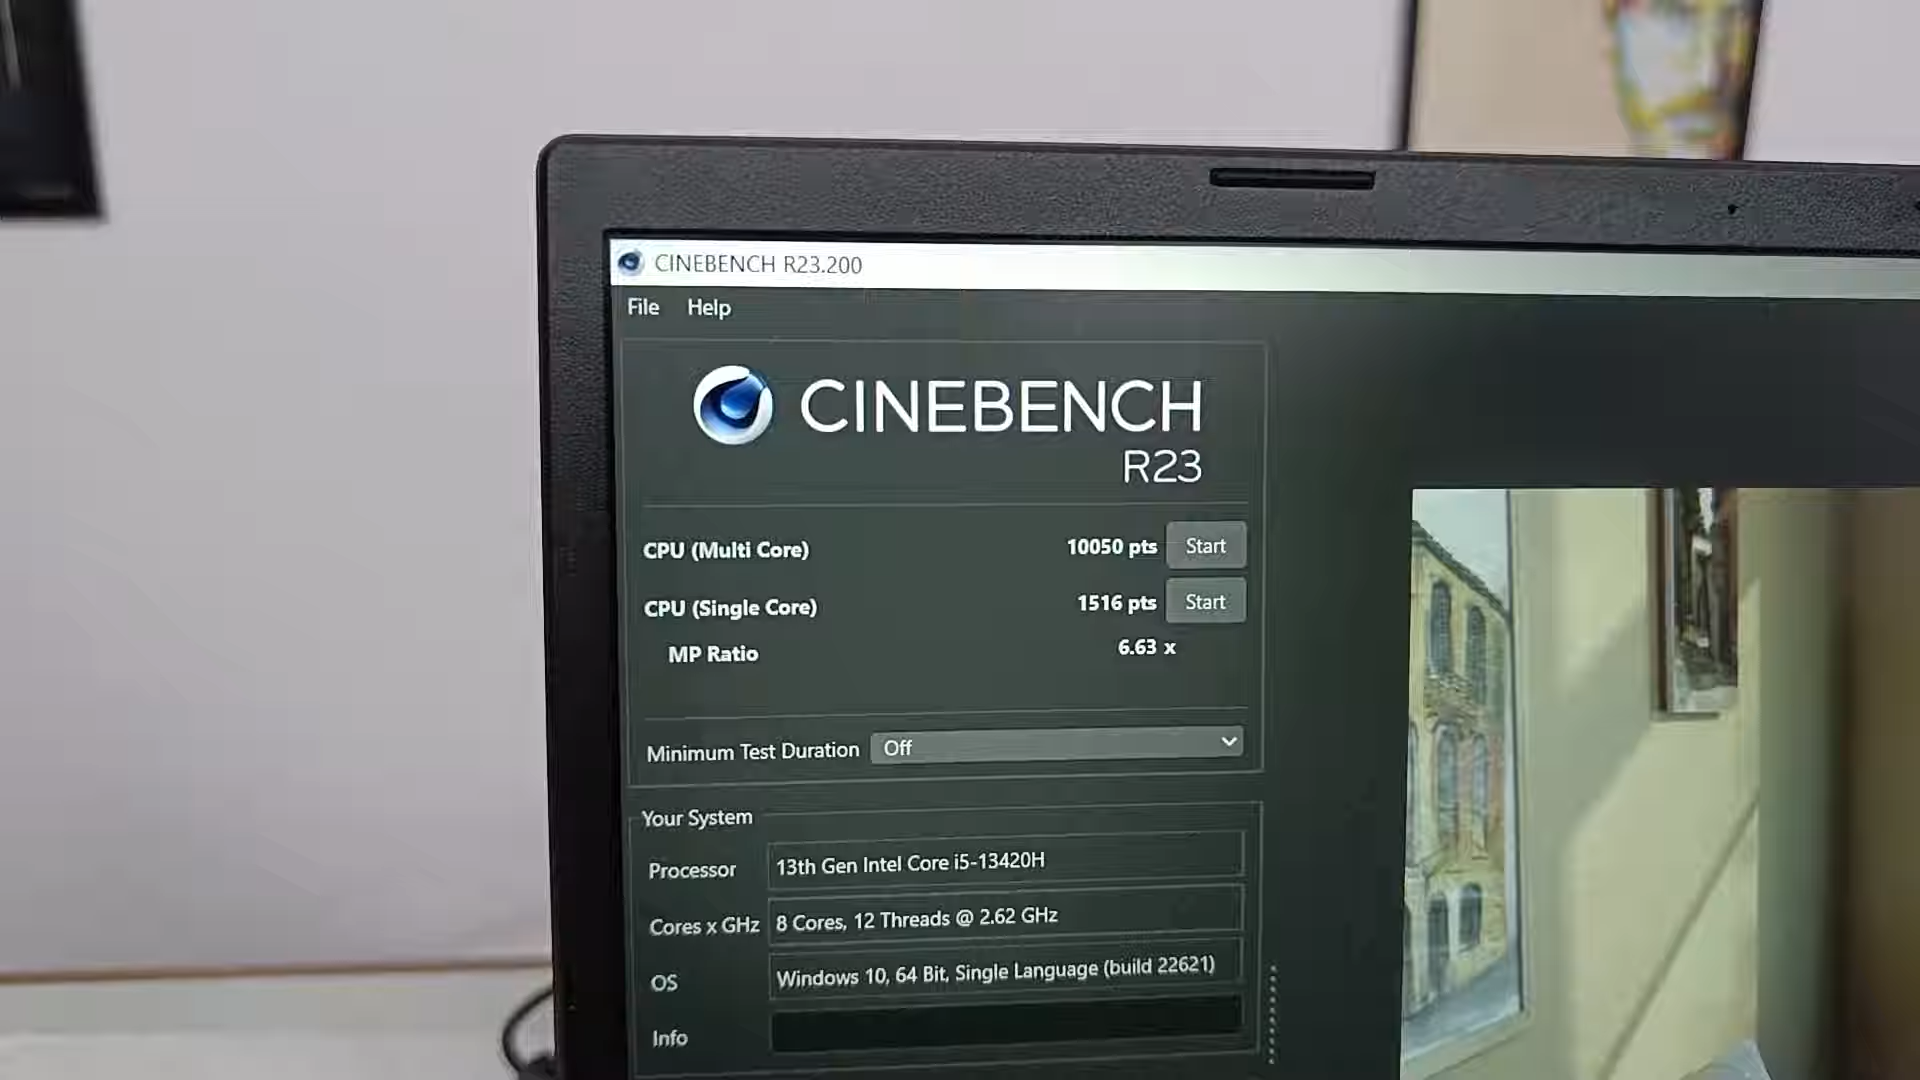 CINEBENCH R23.200
File Help
CINEBENCH
R23
CPU (Multi Core) 10050 pts Start
CPU (Single Core) 1516 pts Start
MP Ratio 6.63 x
Minimum Test Duration Off
Your System
Processor 13th Gen Intel Core i5-13420H
Cores x GHz 8 Cores, 12 Threads @ 2.62 GHz
OS Windows 10, 64 Bit, Single Language (build 22621)
Info